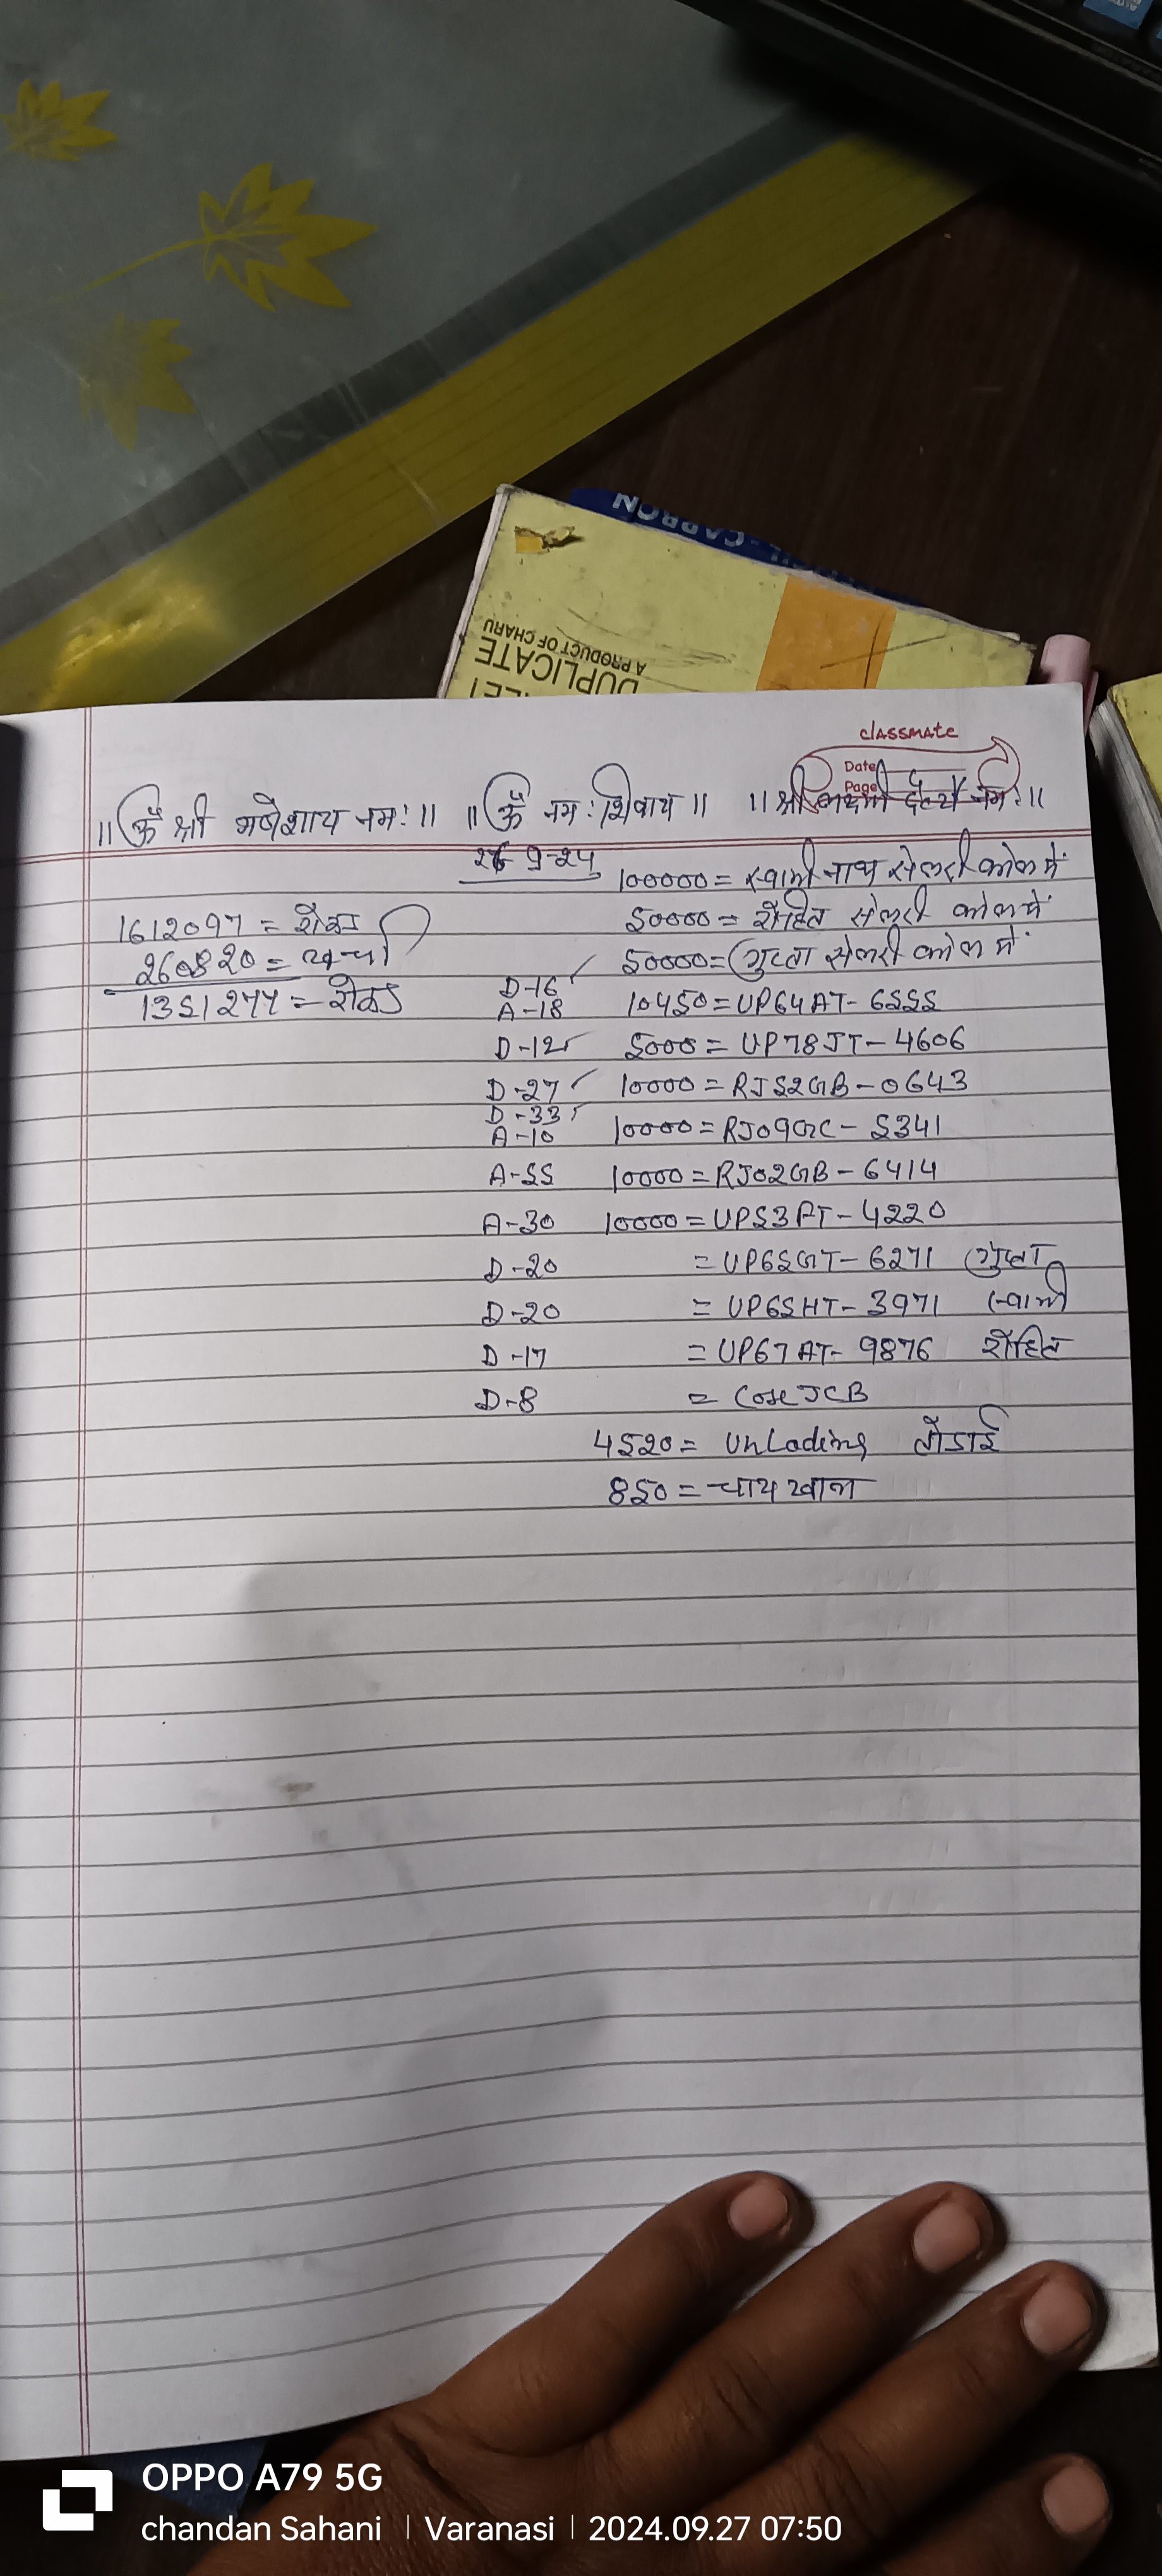 CARBON
A PRODUCT OF CHARU
DUPLICATE
classmate
Date
Page
॥ ॐ श्री गणेशाय नमः॥ ॥ ॐ नमः शिवाय ॥ ॥ श्री लक्ष्मी देव्यै नमः॥
26-9-24
1612097 = रोकड़
260820 = खर्चा
1351277 = रोकड़
100000 = स्वामी नाथ सेलरी कोल में
50000 = रोहित सेलरी कोल में
50000 = गुप्ता सेलरी कोल में
D-16
A-18 10450 = UP64AT-6555
D-12 5000 = UP78JT-4606
D-27 10000 = RJ52GB-0643
D-33
A-10 10000 = RJ09GC-5341
A-55 10000 = RJ02GB-6414
A-30 10000 = UP53FT-4220
D-20 = UP65GT-6271 गुप्ता
D-20 = UP65HT-3971 स्वामी
D-17 = UP67AT-9876 रोहित
D-8 = Case JCB
4520 = UnLoding
850 = चाय खाना
OPPO A79 5G
chandan Sahani | Varanasi | 2024.09.27 07:50